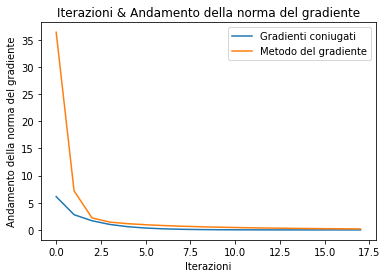 Iterazioni & Andamento della norma del gradiente
Gradienti coniugati
Metodo del gradiente
Andamento della norma del gradiente
35
30
25
20
15
10
5
0
0.0 2.5 5.0 7.5 10.0 12.5 15.0 17.5
Iterazioni